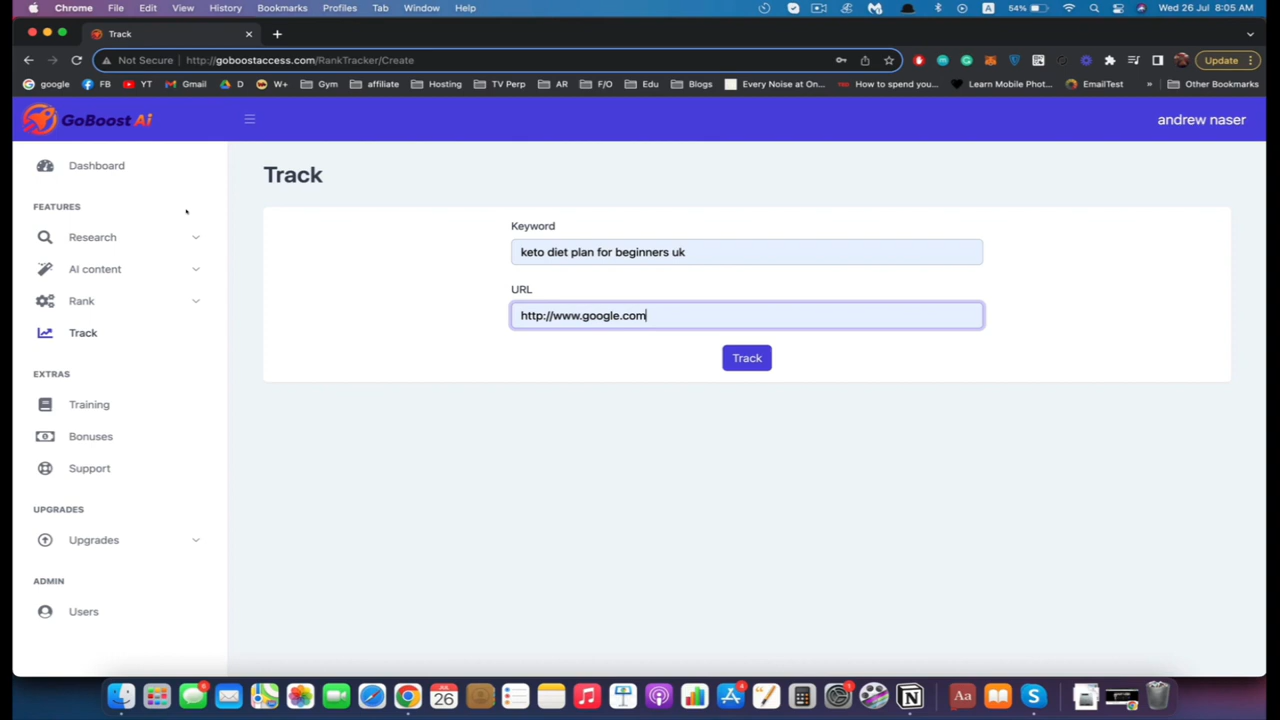 Chrome File Edit View History Bookmarks Profiles Tab Window Help
A 54% Wed 26 Jul 8:05 AM
Track
Not Secure http://goboostaccess.com/RankTracker/Create
Update
google FB YT Gmail D W+ Gym affiliate Hosting TV Perp AR F/O Edu Blogs Every Noise at On... How to spend you... Learn Mobile Phot... EmailTest » Other Bookmarks
GoBoost Ai
andrew naser
Dashboard
FEATURES
Research
AI content
Rank
Track
EXTRAS
Training
Bonuses
Support
UPGRADES
Upgrades
ADMIN
Users
Track
Keyword
keto diet plan for beginners uk
URL
http://www.google.com
Track
JUL
26
Aa